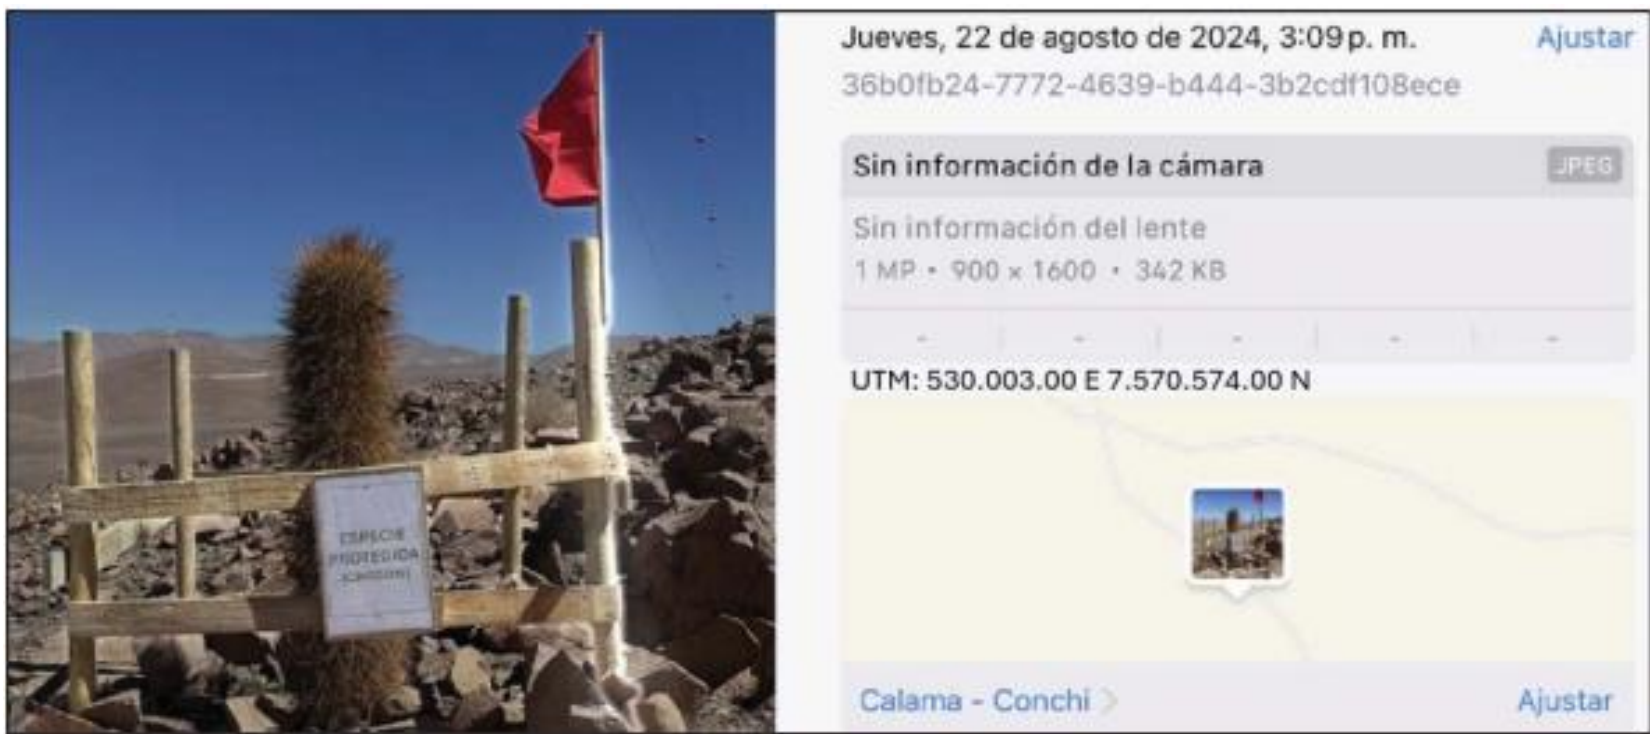 ESPECIE
PROTEGIDA
Jueves, 22 de agosto de 2024, 3:09 p. m.
Ajustar
36b0fb24-7772-4639-b444-3b2cdf108ece
Sin información de la cámara
JPEG
Sin información del lente
1 MP • 900 × 1600 • 342 KB
- - - - -
UTM: 530.003.00 E 7.570.574.00 N
Calama - Conchi >
Ajustar